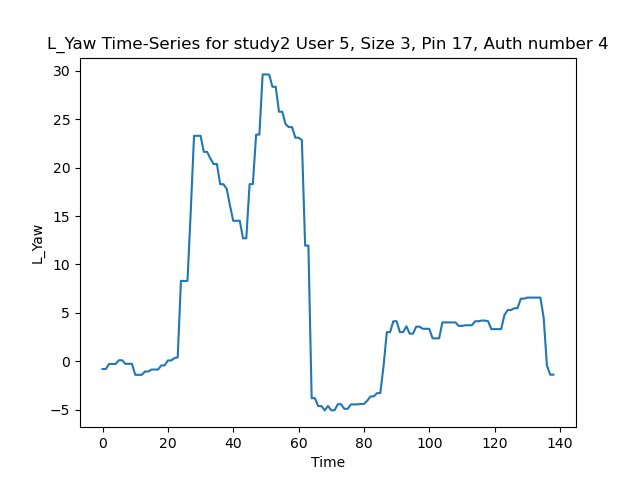 L_Yaw Time-Series for study2 User 5, Size 3, Pin 17, Auth number 4
30
25
20
15
10
5
0
−5
L_Yaw
0 20 40 60 80 100 120 140
Time